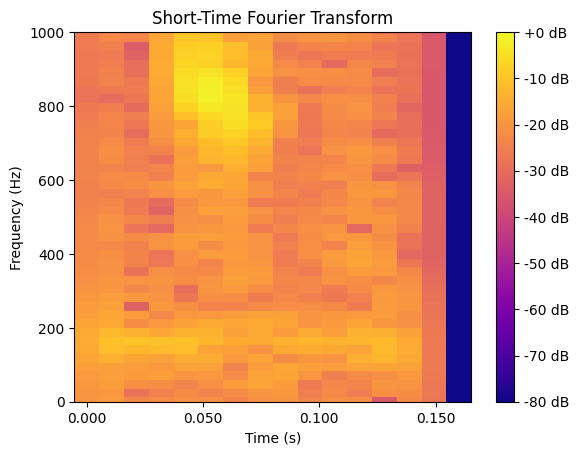 Short-Time Fourier Transform
1000
800
600
400
200
0
Frequency (Hz)
0.000
0.050
0.100
0.150
Time (s)
+0 dB
-10 dB
-20 dB
-30 dB
-40 dB
-50 dB
-60 dB
-70 dB
-80 dB